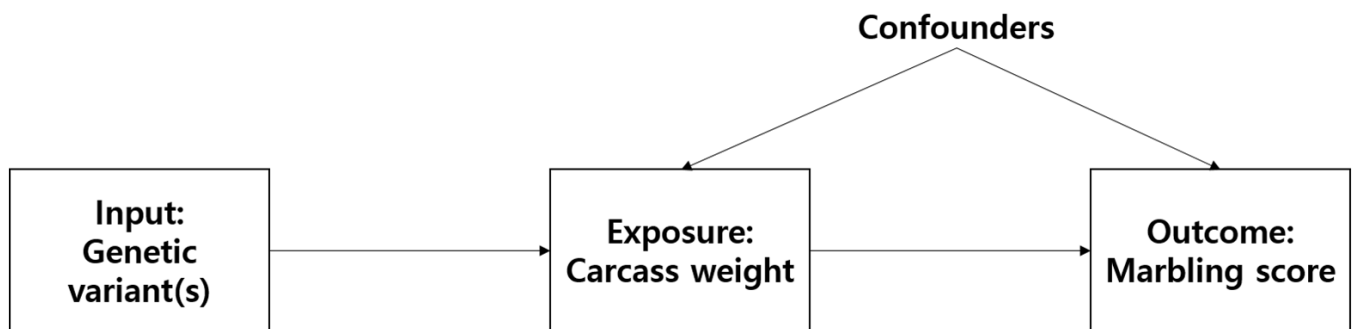 Confounders
Input:
Genetic
variant(s)
Exposure:
Carcass weight
Outcome:
Marbling score